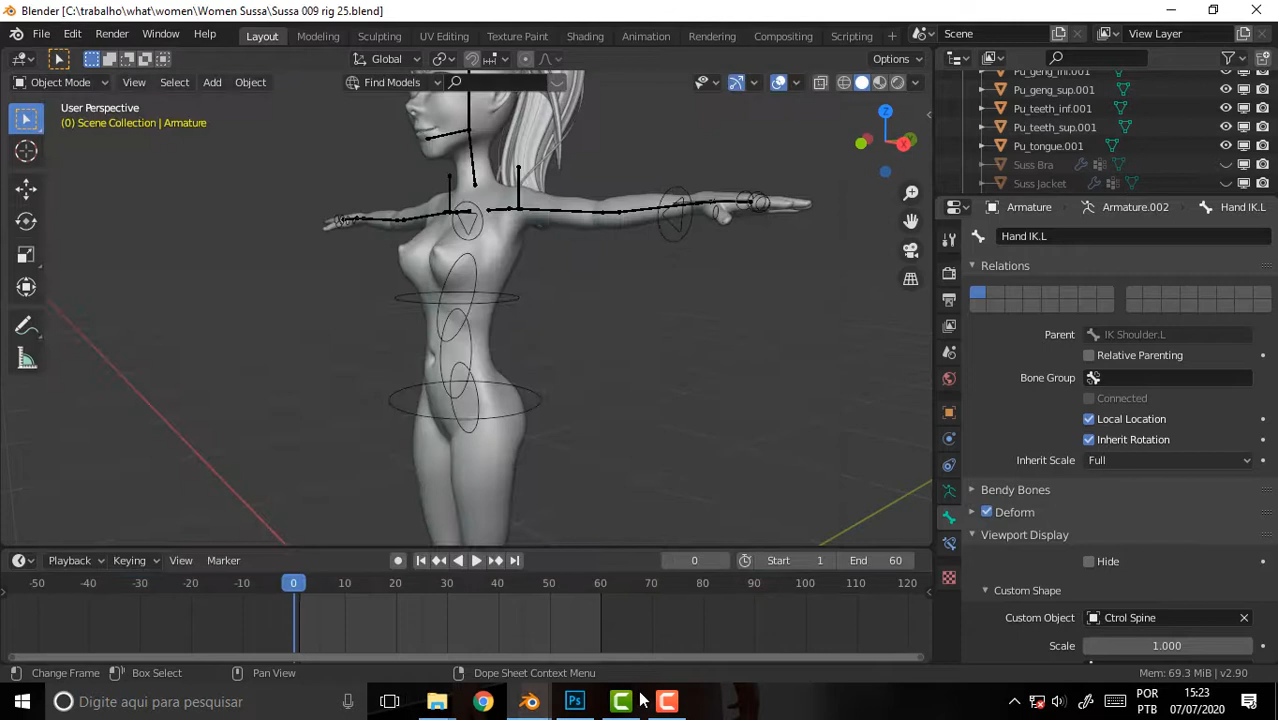 Blender [C:\trabalho\what\women\Women Sussa\Sussa 009 rig 25.blend]
File Edit Render Window Help Layout Modeling Sculpting UV Editing Texture Paint Shading Animation Rendering Compositing Scripting Scene View Layer
Global Options
Object Mode View Select Add Object Find Models
User Perspective
(0) Scene Collection | Armature
Z
X
Y
Pu_geng_inf.001
Pu_geng_sup.001
Pu_teeth_inf.001
Pu_teeth_sup.001
Pu_tongue.001
Suss Bra
Suss Jacket
Armature Armature.002 Hand IK.L
Hand IK.L
Relations
Parent IK Shoulder.L
Relative Parenting
Bone Group
Connected
Local Location
Inherit Rotation
Inherit Scale Full
Bendy Bones
Deform
Viewport Display
Hide
Custom Shape
Custom Object Ctrol Spine
Scale 1.000
Playback Keying View Marker 0 Start 1 End 60
-50 -40 -30 -20 -10 0 10 20 30 40 50 60 70 80 90 100 110 120
Change Frame Box Select Pan View Dope Sheet Context Menu Mem: 69.3 MiB | v2.90
Digite aqui para pesquisar
Ps
POR
PTB
15:23
07/07/2020